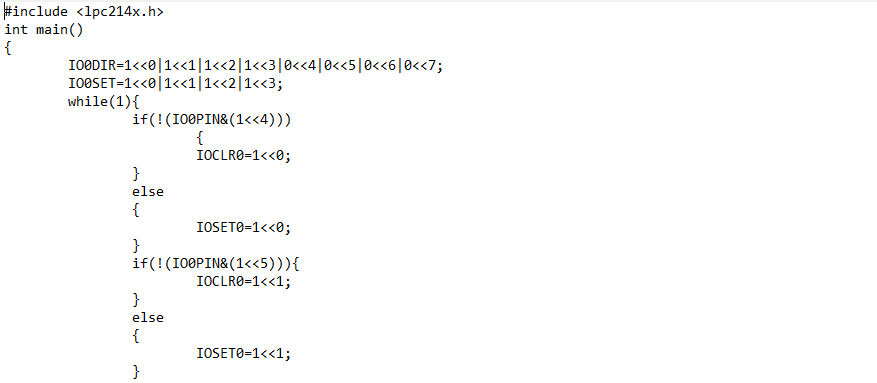 #include <lpc214x.h>
int main()
{
	IO0DIR=1<<0|1<<1|1<<2|1<<3|0<<4|0<<5|0<<6|0<<7;
	IO0SET=1<<0|1<<1|1<<2|1<<3;
	while(1){
		if(!(IO0PIN&(1<<4)))
			{
			IOCLR0=1<<0;
		}
		else
		{
			IOSET0=1<<0;
		}
		if(!(IO0PIN&(1<<5))){
			IOCLR0=1<<1;
		}
		else
		{
			IOSET0=1<<1;
		}